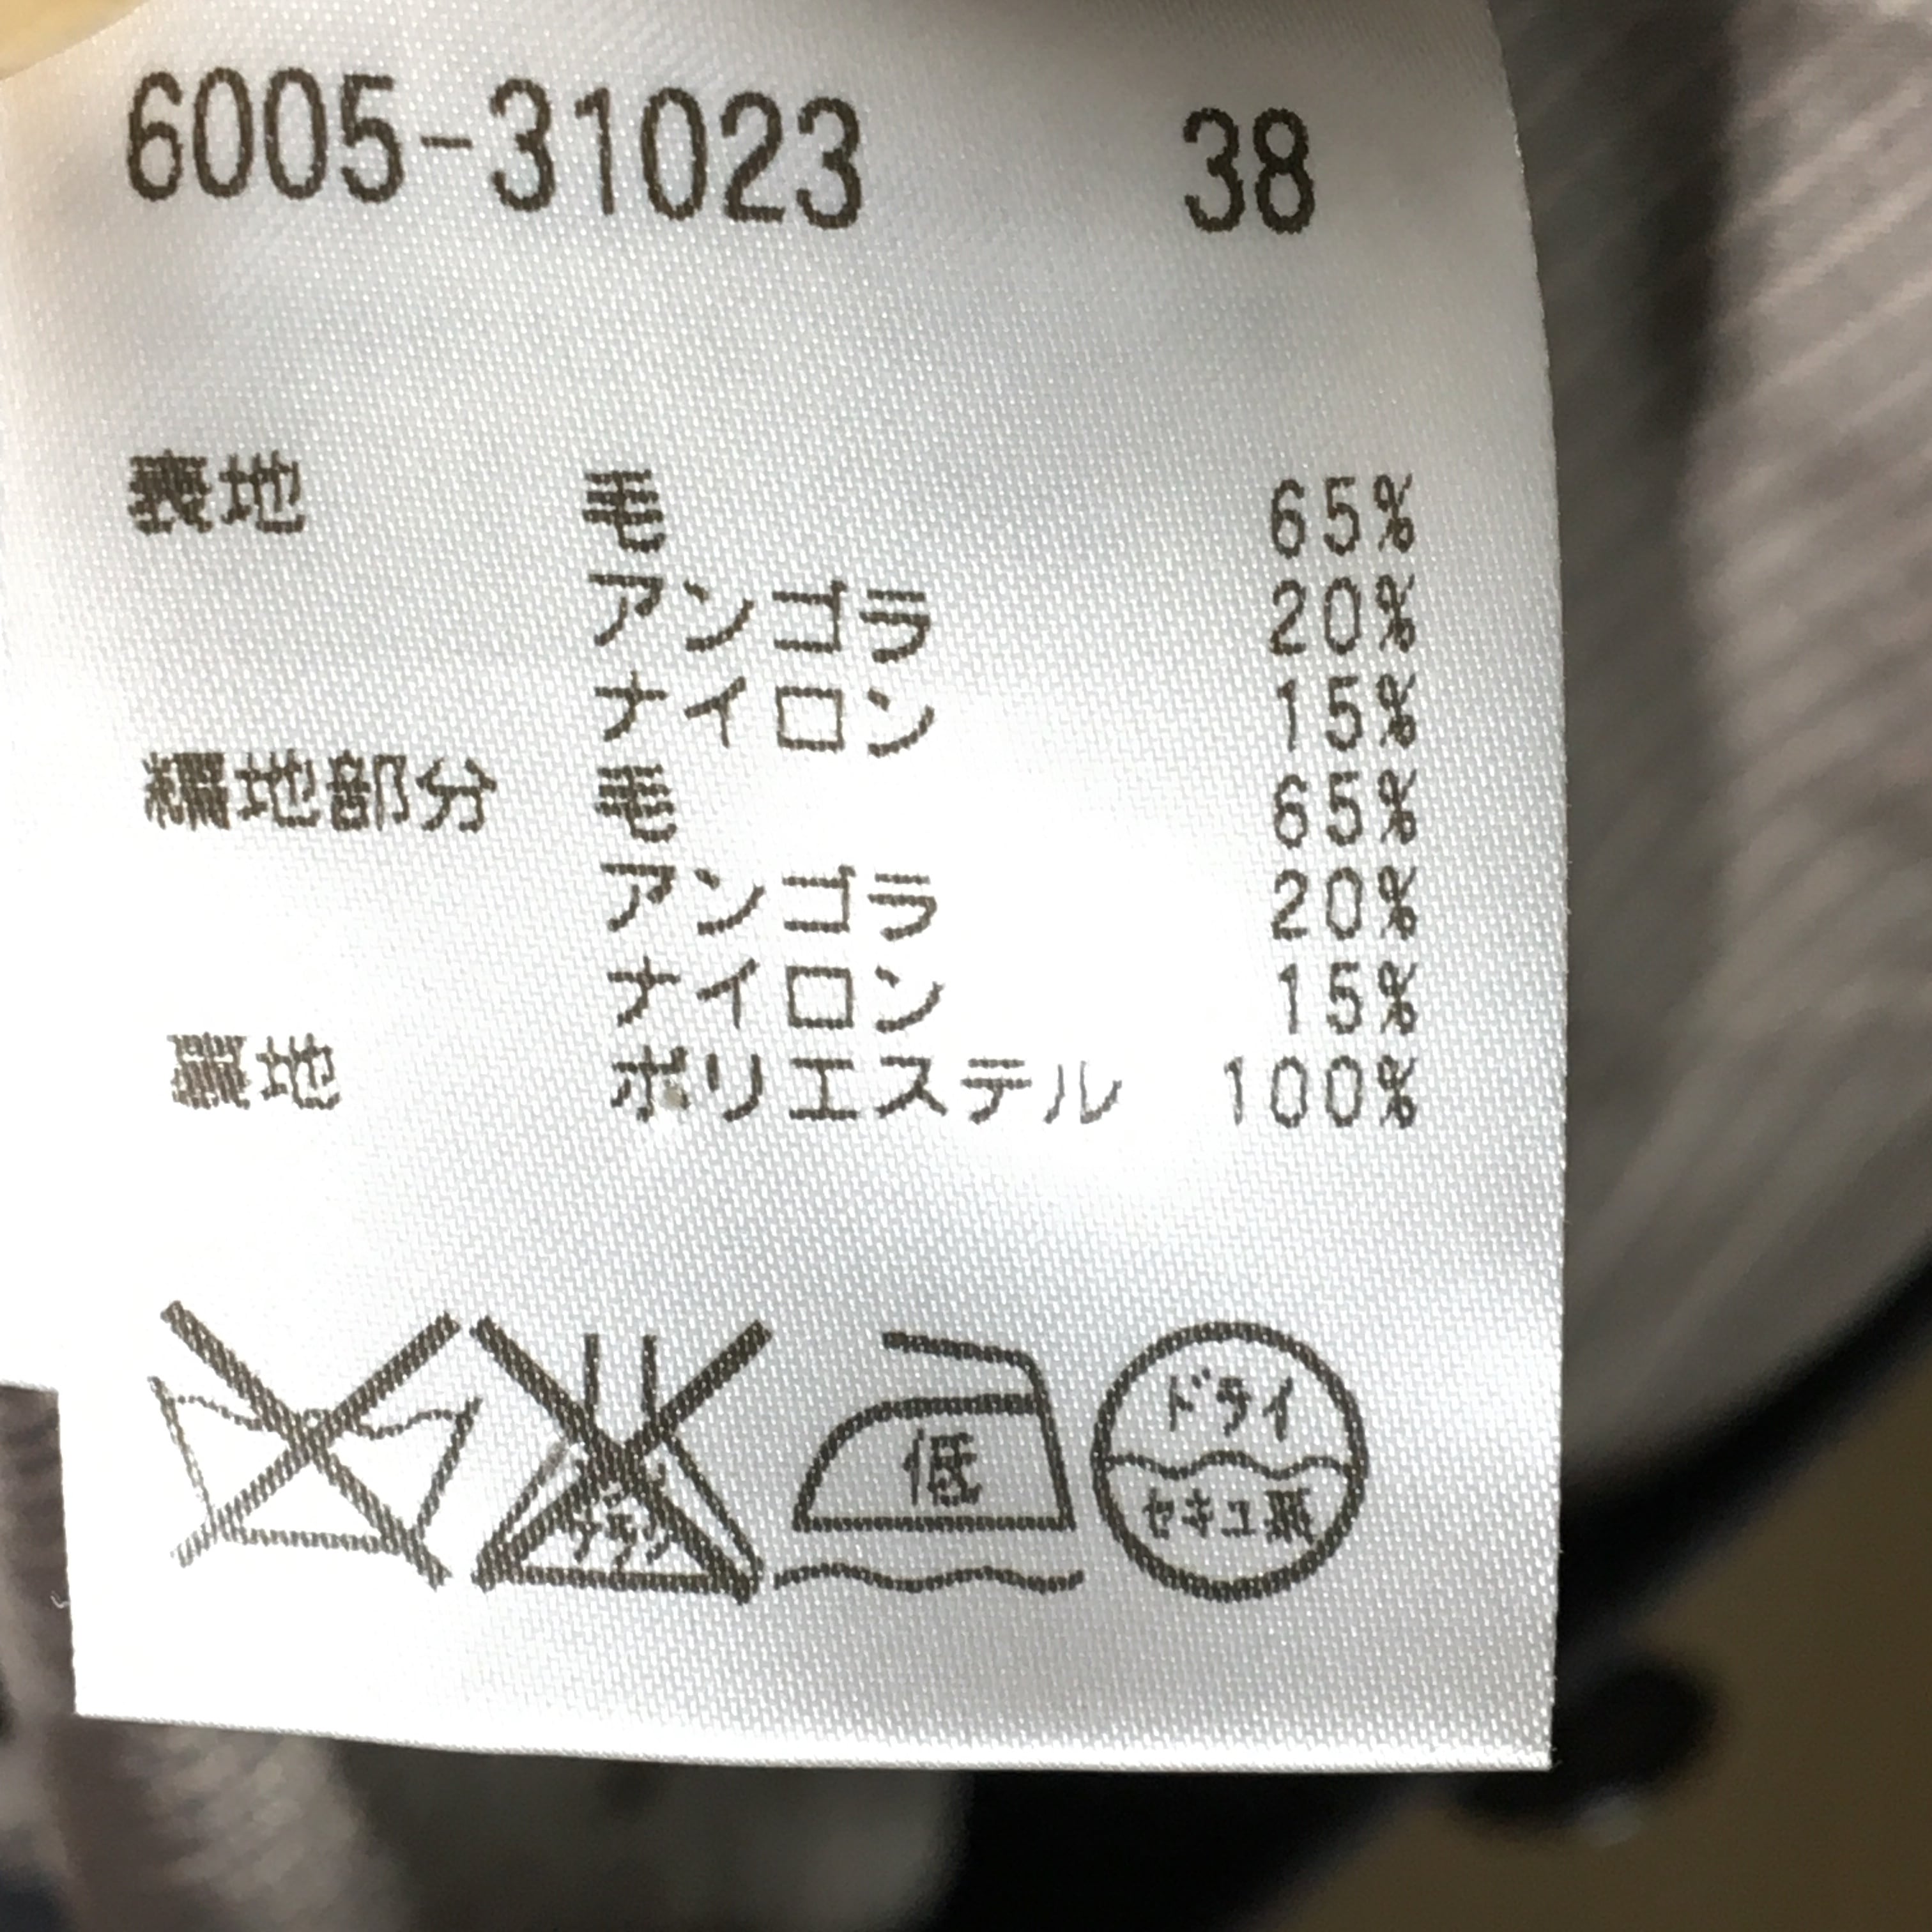 6005-31023 38
表地 毛 65%
アンゴラ 20%
ナイロン 15%
編地部分 毛 65%
アンゴラ 20%
ナイロン 15%
裏地 ポリエステル 100%
低
ドライ
セキユ系